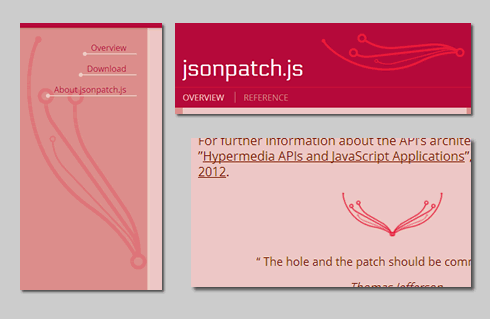 Overview
Download
About jsonpatch.js
jsonpatch.js
OVERVIEW
REFERENCE
For further information about the API's archite
"Hypermedia APIs and JavaScript Applications",
2012.
“ The hole and the patch should be comm
Thomas Jefferson